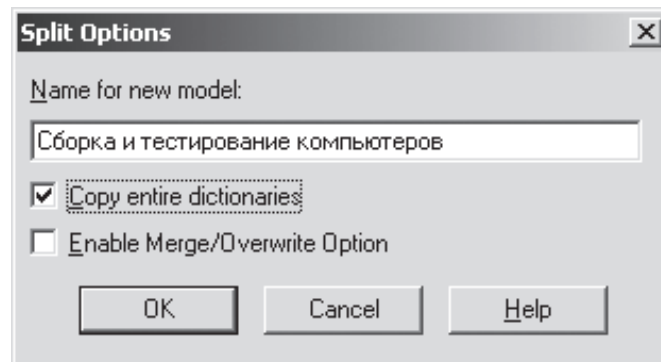 Split Options
Name for new model:
Сборка и тестирование компьютеров
Copy entire dictionaries
Enable Merge/Overwrite Option
OK Cancel Help